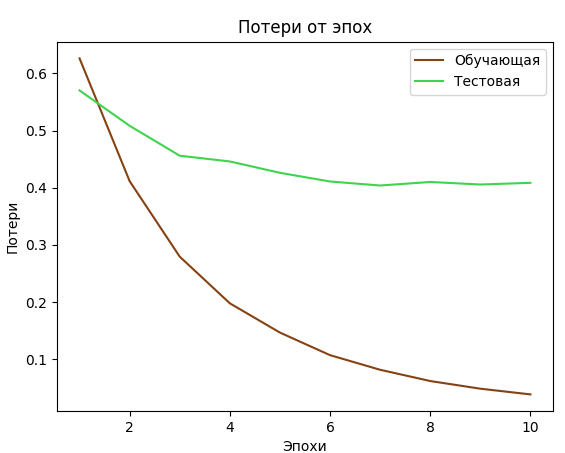 Потери от эпох
Обучающая
Тестовая
Потери
0.6
0.5
0.4
0.3
0.2
0.1
2 4 6 8 10
Эпохи